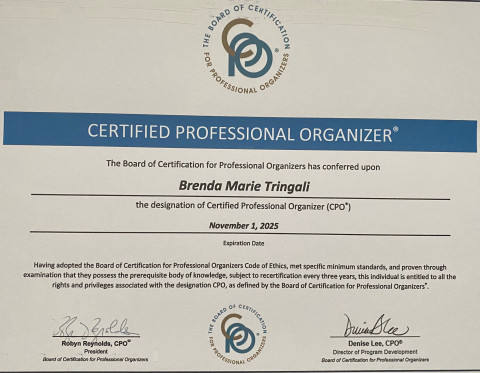 THE BOARD OF CERTIFICATION
FOR PROFESSIONAL ORGANIZERS
CPO®
CERTIFIED PROFESSIONAL ORGANIZER®
The Board of Certification for Professional Organizers has conferred upon
Brenda Marie Tringali
the designation of Certified Professional Organizer (CPO®)
November 1, 2025
Expiration Date
Having adopted the Board of Certification for Professional Organizers Code of Ethics, met specific minimum standards, and proven through
examination that they possess the prerequisite body of knowledge, subject to recertification every three years, this individual is entitled to all the
rights and privileges associated with the designation CPO, as defined by the Board of Certification for Professional Organizers®.
THE BOARD OF CERTIFICATION
FOR PROFESSIONAL ORGANIZERS
CPO®
Robyn Reynolds, CPO®
President
Board of Certification for Professional Organizers
Denise Lee, CPO®
Director of Program Development
Board of Certification for Professional Organizers